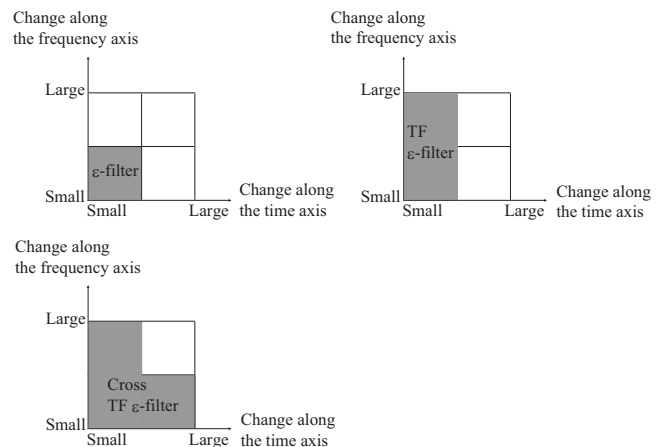 Change along
the frequency axis
Large
ε-filter
Small
Small
Large
Change along
the time axis
Change along
the frequency axis
Large
TF
ε-filter
Small
Small
Large
Change along
the time axis
Change along
the frequency axis
Large
Cross
TF ε-filter
Small
Small
Large
Change along
the time axis